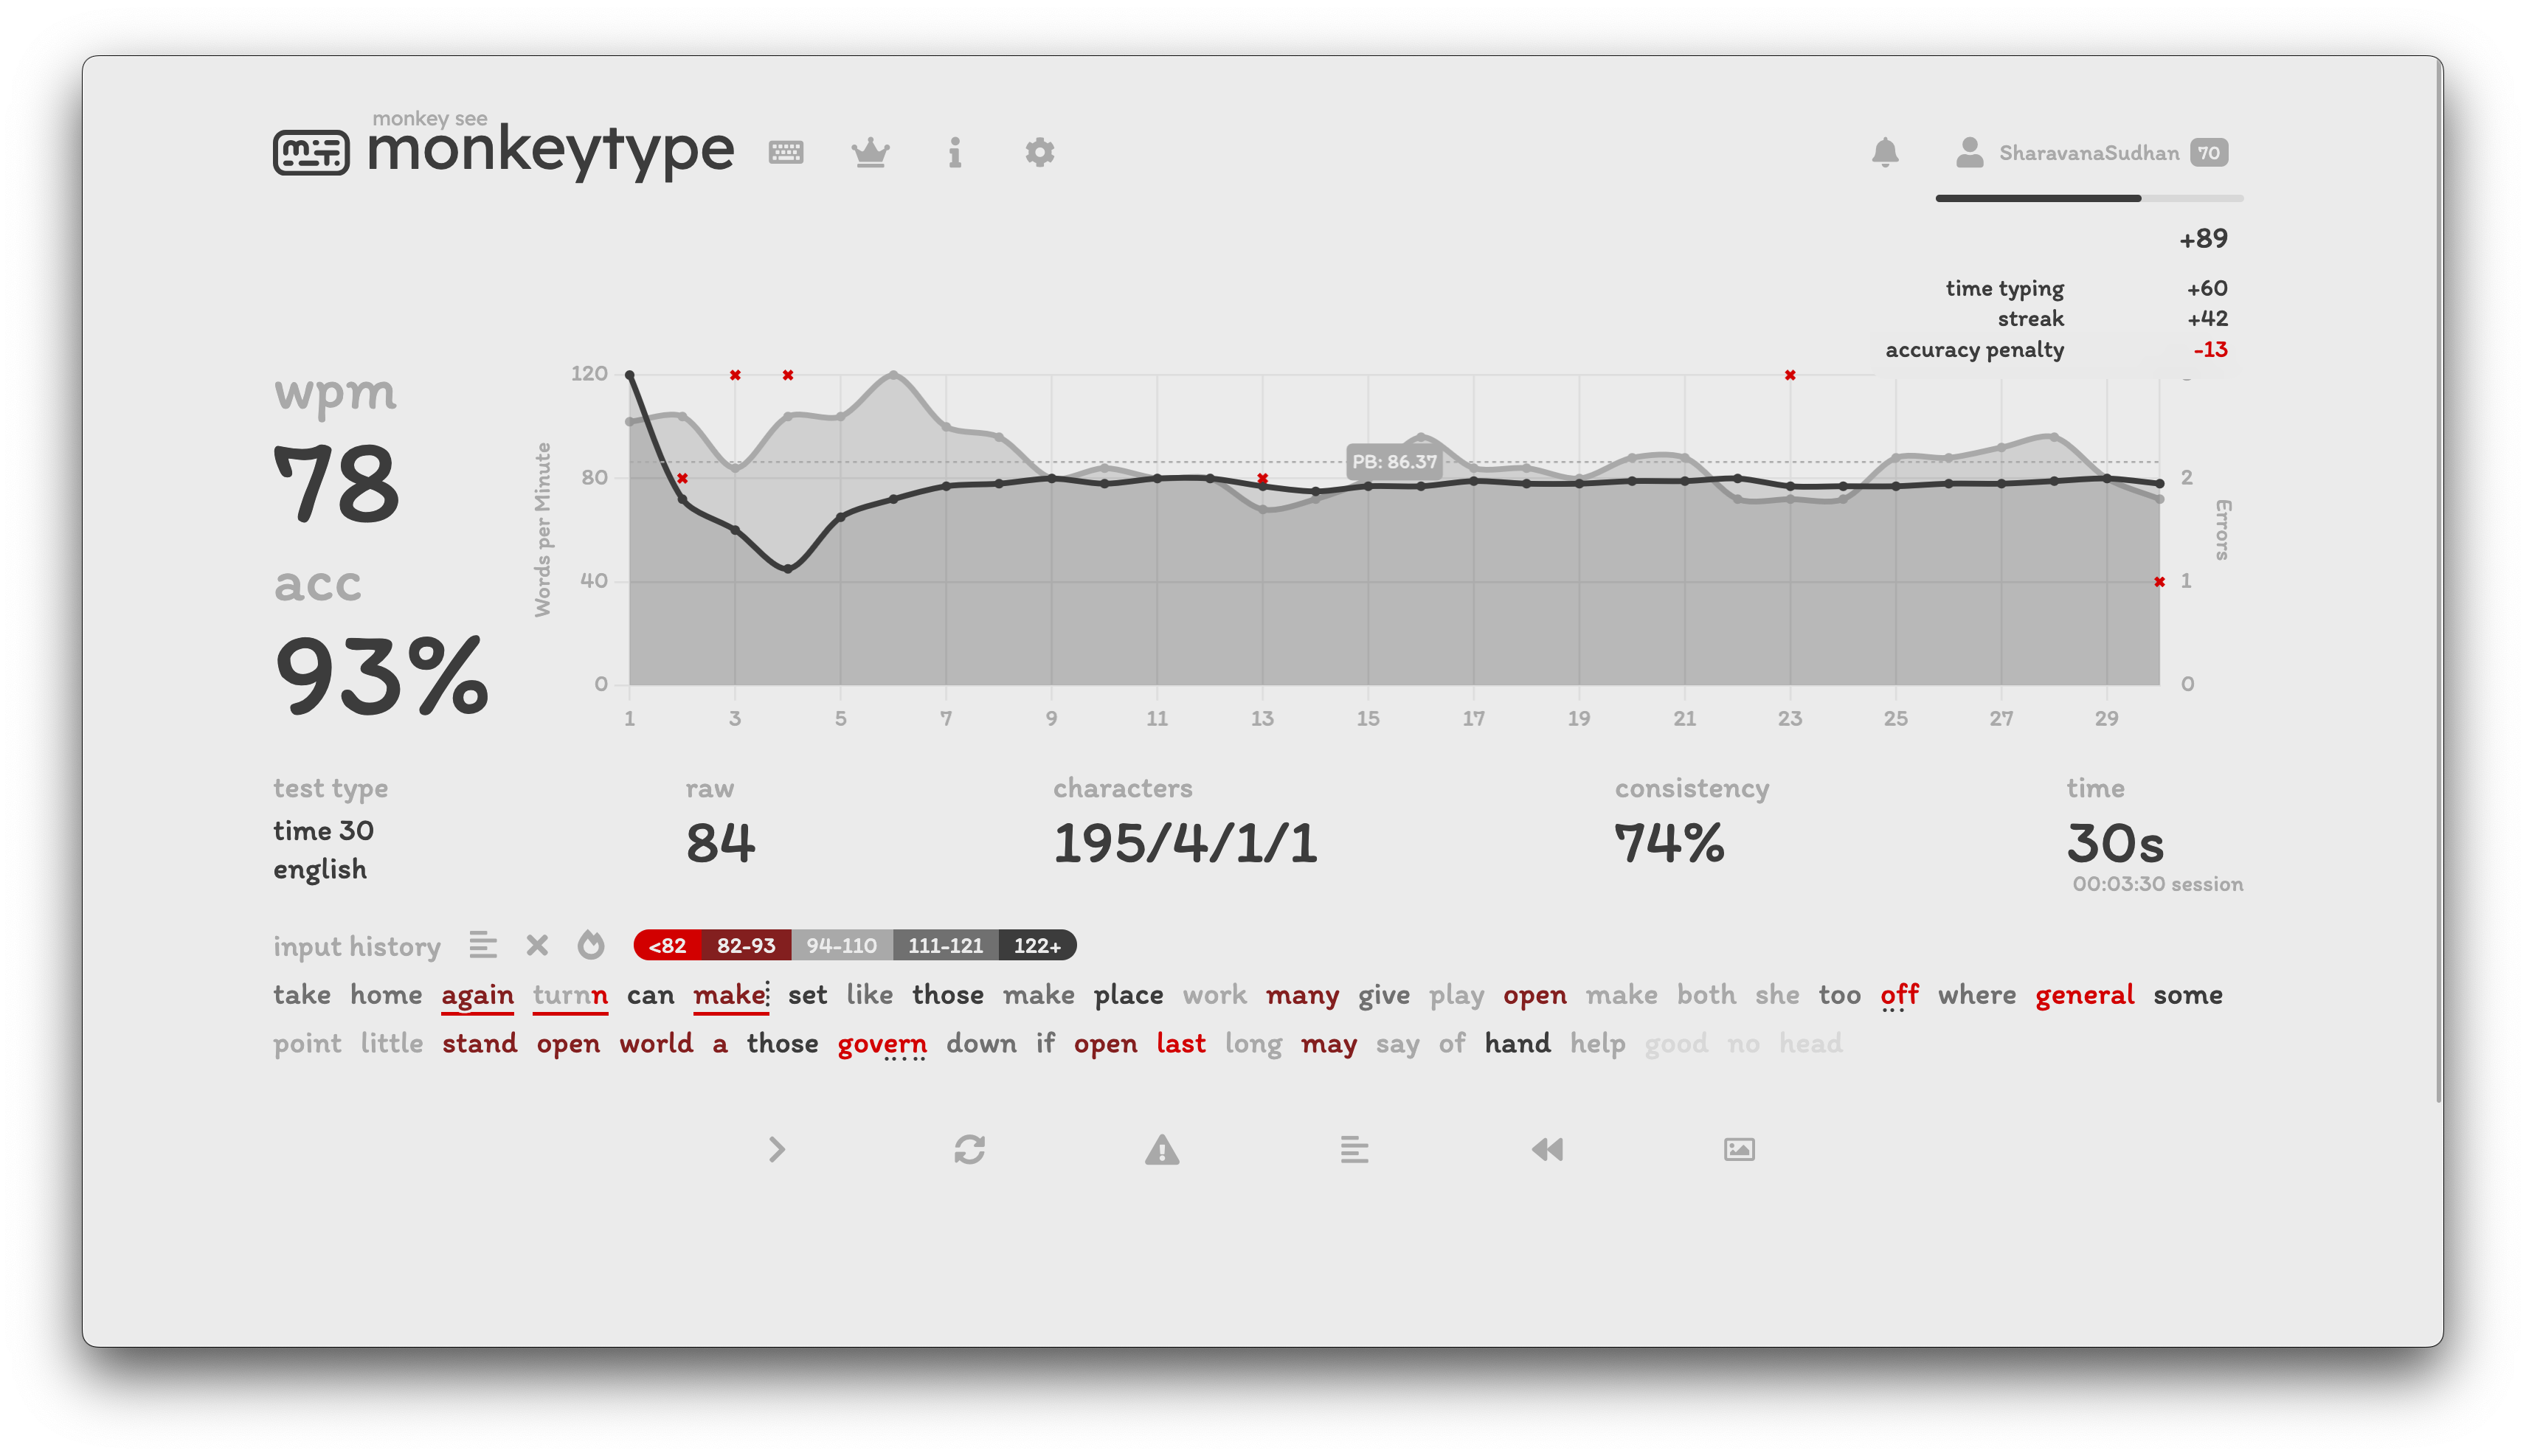 monkey see
monkeytype
SharavanaSudhan 70
+89
time typing +60
streak +42
accuracy penalty -13
wpm
78
acc
93%
Words per Minute
120
80
40
0
PB: 86.37
2
1
0
Errors
1 3 5 7 9 11 13 15 17 19 21 23 25 27 29
test type raw characters consistency time
time 30 84 195/4/1/1 74% 30s
english 00:03:30 session
input history <82 82-93 94-110 111-121 122+
take home again turnn can make set like those make place work many give play open make both she too off where general some
point little stand open world a those govern down if open last long may say of hand help good no head